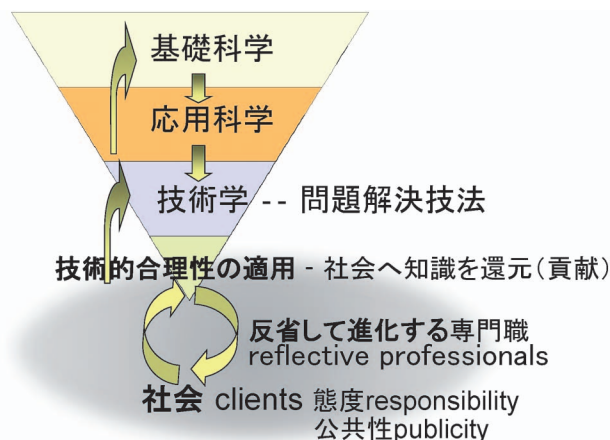 基礎科学
応用科学
技術学 -- 問題解決技法
技術的合理性の適用 - 社会へ知識を還元(貢献)
反省して進化する専門職
reflective professionals
社会 clients 態度responsibility
公共性publicity